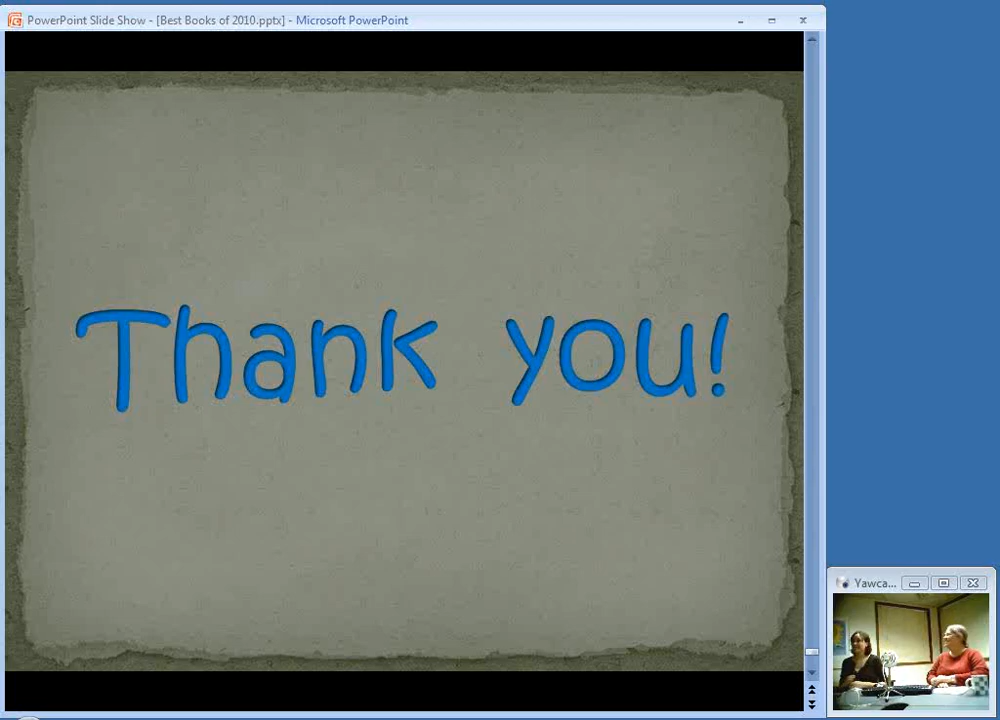 PowerPoint Slide Show - [Best Books of 2010.pptx] - Microsoft PowerPoint
Thank you!
Yawca...